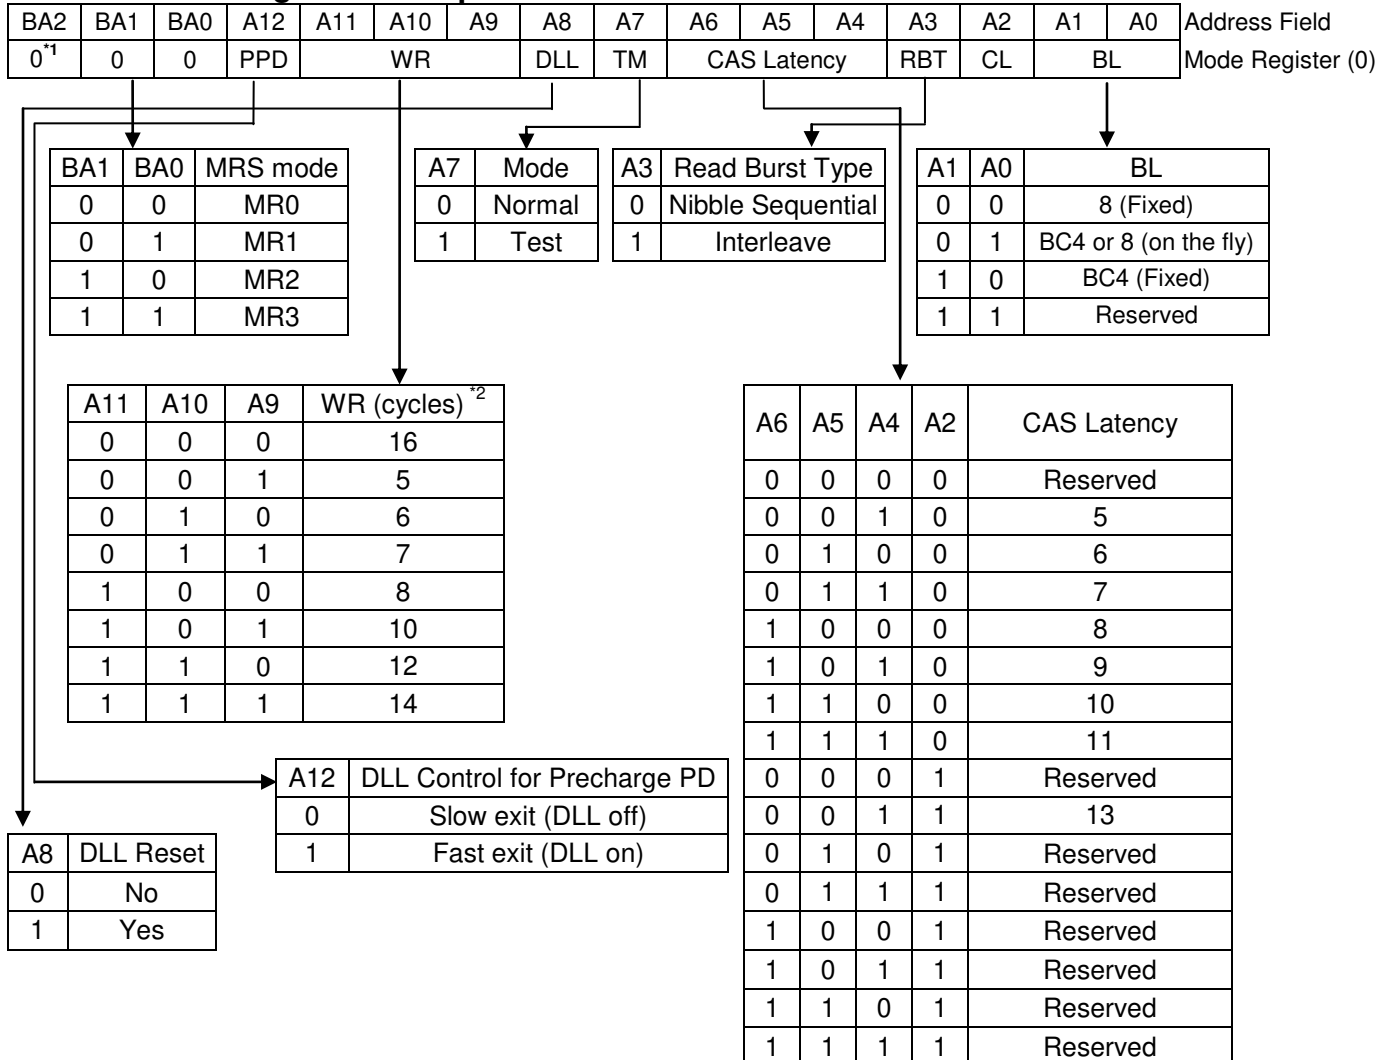 BA2 BA1 BA0 A12 A11 A10 A9 A8 A7 A6 A5 A4 A3 A2 A1 A0 Address Field
0*1 0 0 PPD WR DLL TM CAS Latency RBT CL BL Mode Register (0)
BA1 BA0 MRS mode
0 0 MR0
0 1 MR1
1 0 MR2
1 1 MR3
A7 Mode
0 Normal
1 Test
A3 Read Burst Type
0 Nibble Sequential
1 Interleave
A1 A0 BL
0 0 8 (Fixed)
0 1 BC4 or 8 (on the fly)
1 0 BC4 (Fixed)
1 1 Reserved
A11 A10 A9 WR (cycles) *2
0 0 0 16
0 0 1 5
0 1 0 6
0 1 1 7
1 0 0 8
1 0 1 10
1 1 0 12
1 1 1 14
A6 A5 A4 A2 CAS Latency
0 0 0 0 Reserved
0 0 1 0 5
0 1 0 0 6
0 1 1 0 7
1 0 0 0 8
1 0 1 0 9
1 1 0 0 10
1 1 1 0 11
0 0 0 1 Reserved
0 0 1 1 13
0 1 0 1 Reserved
0 1 1 1 Reserved
1 0 0 1 Reserved
1 0 1 1 Reserved
1 1 0 1 Reserved
1 1 1 1 Reserved
A12 DLL Control for Precharge PD
0 Slow exit (DLL off)
1 Fast exit (DLL on)
A8 DLL Reset
0 No
1 Yes